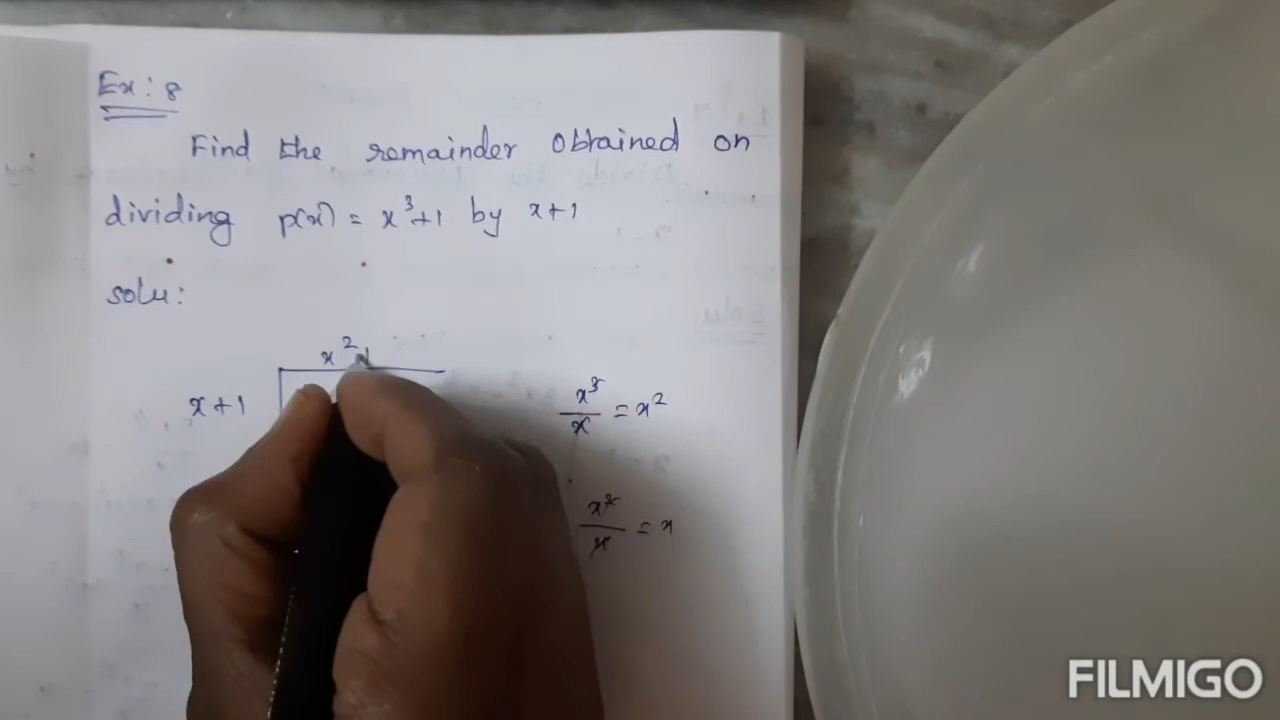 Ex: 8
Find the remainder obtained on
dividing p(x) = x³+1 by x+1
solu:
x²
x+1
x³/x = x²
x²/x = x
FILMIGO